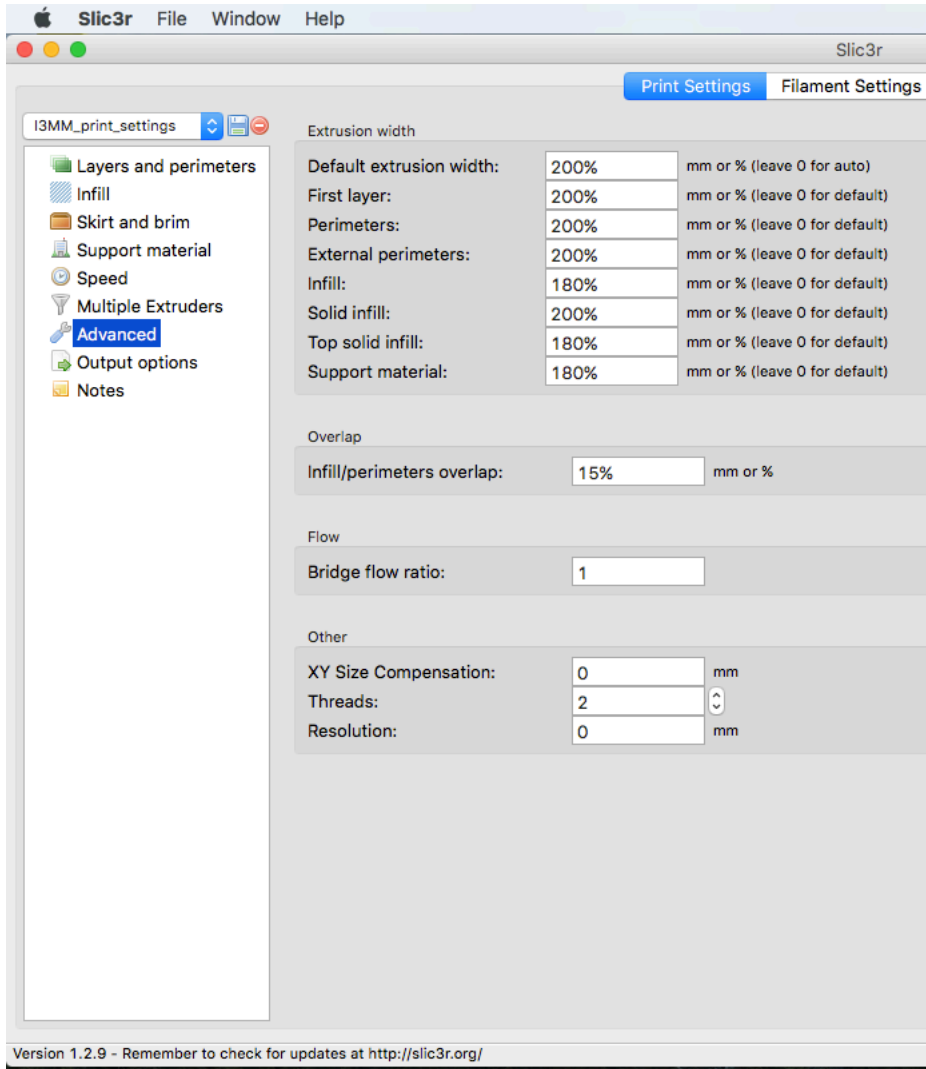 Slic3r File Window Help
Slic3r
Print Settings Filament Settings
I3MM_print_settings
Layers and perimeters
Infill
Skirt and brim
Support material
Speed
Multiple Extruders
Advanced
Output options
Notes
Extrusion width
Default extrusion width: 200% mm or % (leave 0 for auto)
First layer: 200% mm or % (leave 0 for default)
Perimeters: 200% mm or % (leave 0 for default)
External perimeters: 200% mm or % (leave 0 for default)
Infill: 180% mm or % (leave 0 for default)
Solid infill: 200% mm or % (leave 0 for default)
Top solid infill: 180% mm or % (leave 0 for default)
Support material: 180% mm or % (leave 0 for default)
Overlap
Infill/perimeters overlap: 15% mm or %
Flow
Bridge flow ratio: 1
Other
XY Size Compensation: 0 mm
Threads: 2
Resolution: 0 mm
Version 1.2.9 - Remember to check for updates at http://slic3r.org/